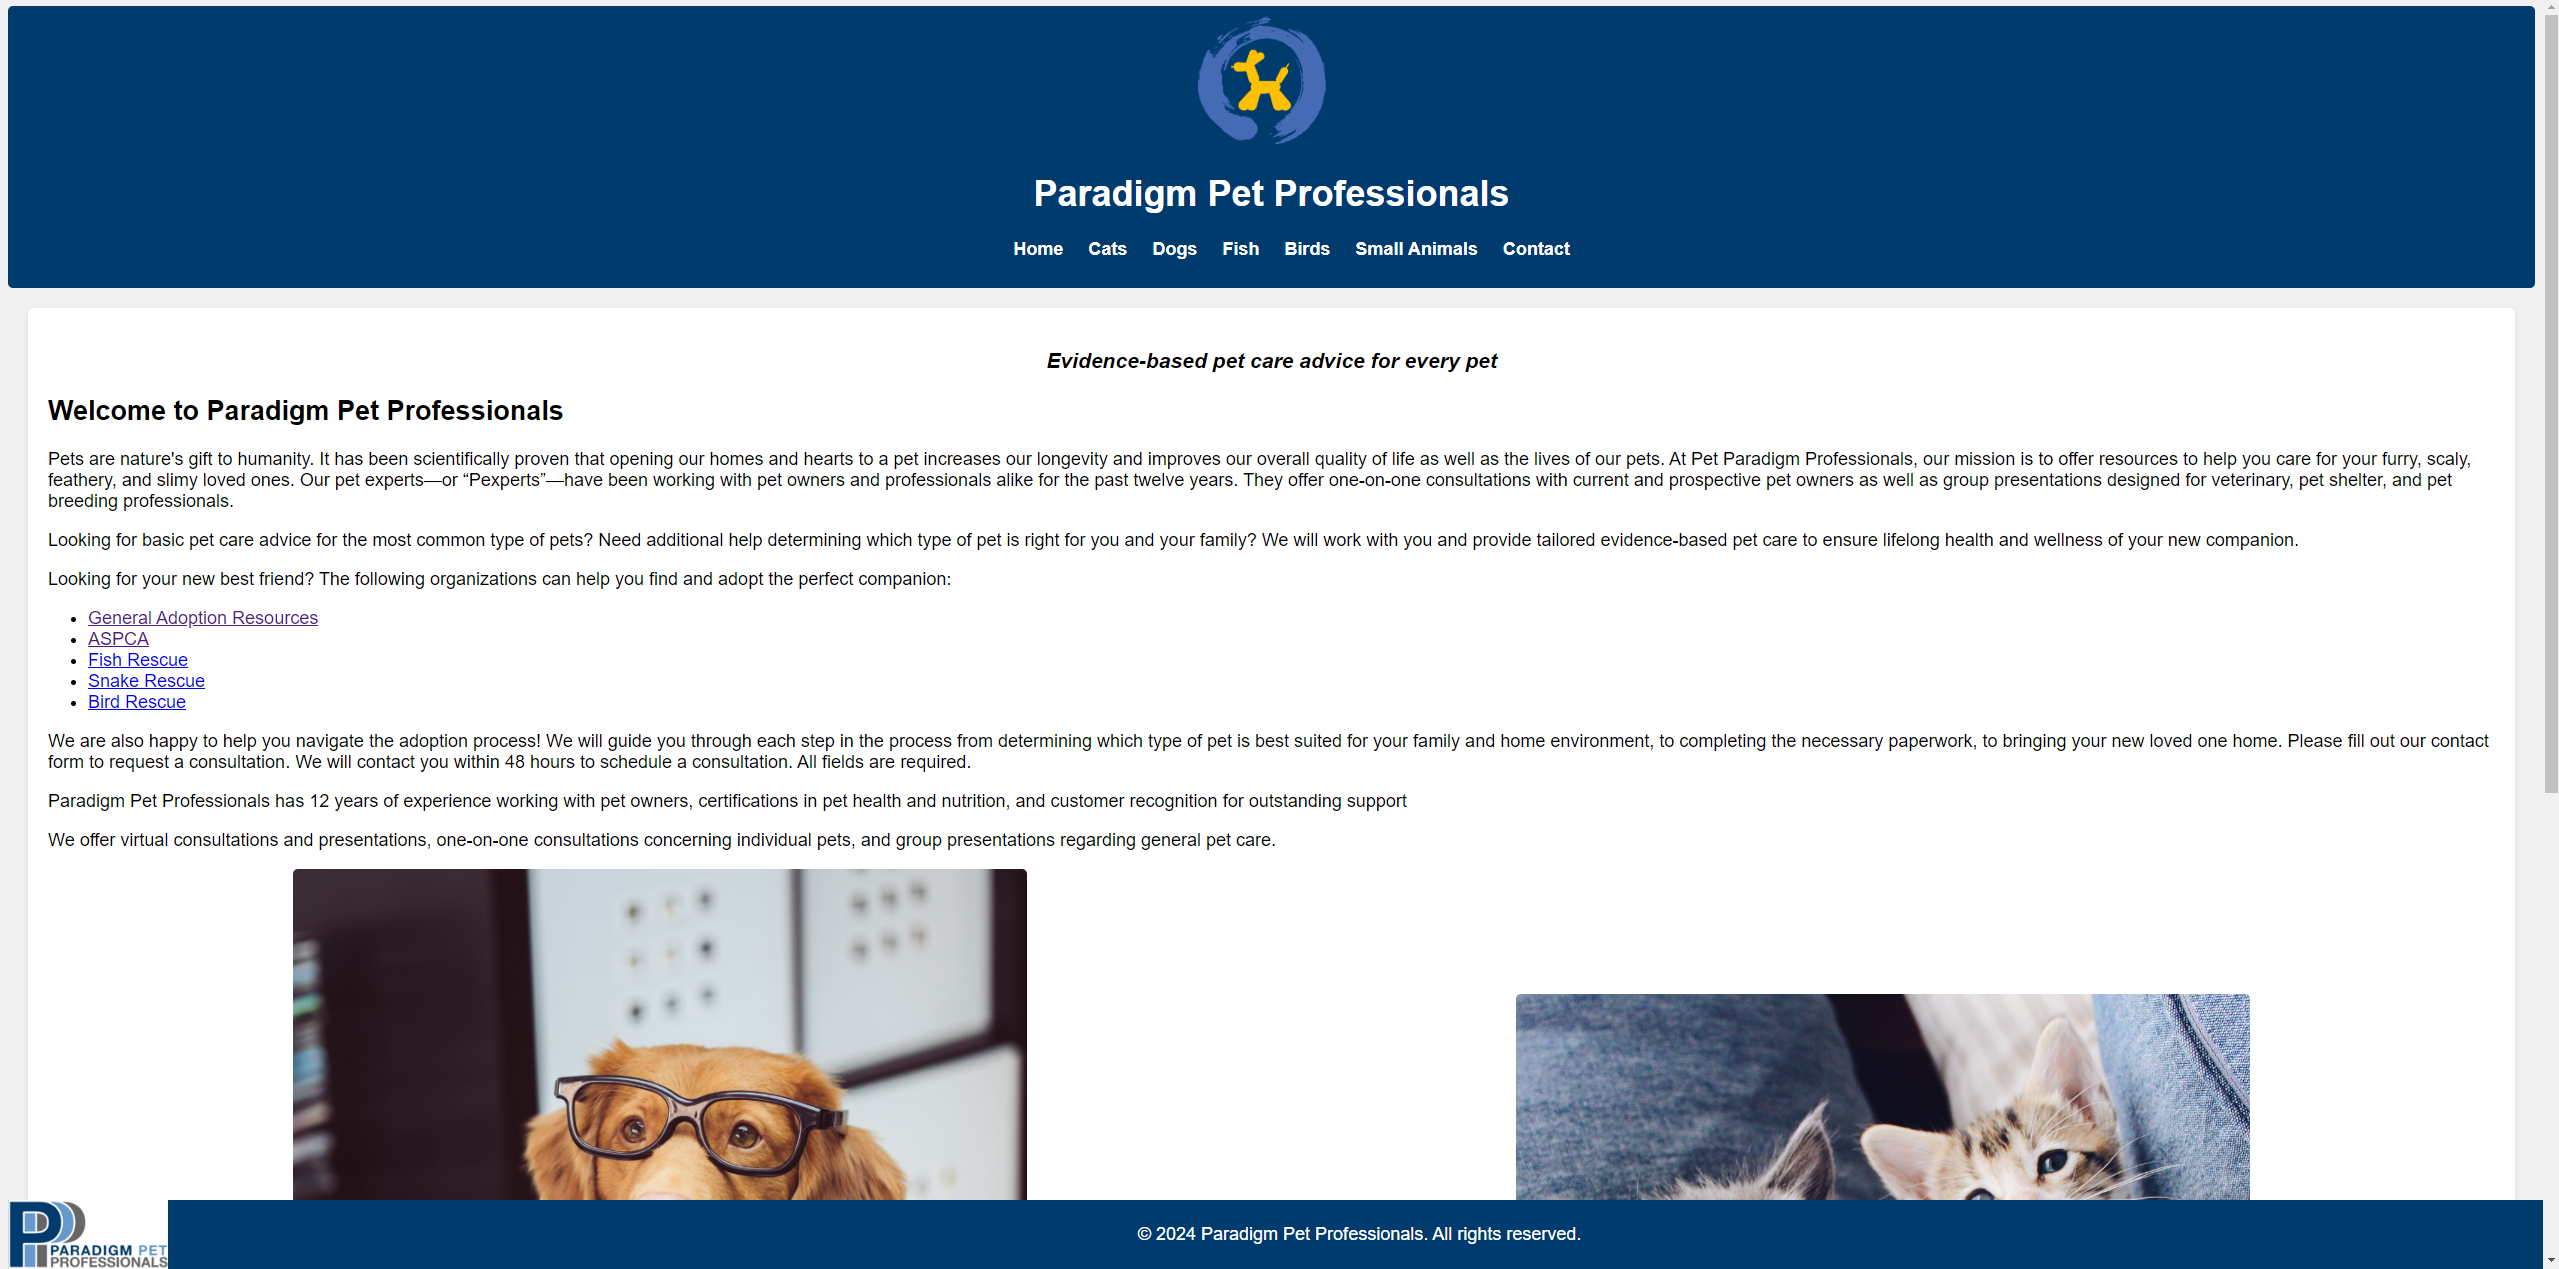 Paradigm Pet Professionals
Home Cats Dogs Fish Birds Small Animals Contact
Evidence-based pet care advice for every pet
Welcome to Paradigm Pet Professionals
Pets are nature's gift to humanity. It has been scientifically proven that opening our homes and hearts to a pet increases our longevity and improves our overall quality of life as well as the lives of our pets. At Pet Paradigm Professionals, our mission is to offer resources to help you care for your furry, scaly,
feathery, and slimy loved ones. Our pet experts—or “Pexperts”—have been working with pet owners and professionals alike for the past twelve years. They offer one-on-one consultations with current and prospective pet owners as well as group presentations designed for veterinary, pet shelter, and pet
breeding professionals.
Looking for basic pet care advice for the most common type of pets? Need additional help determining which type of pet is right for you and your family? We will work with you and provide tailored evidence-based pet care to ensure lifelong health and wellness of your new companion.
Looking for your new best friend? The following organizations can help you find and adopt the perfect companion:
• General Adoption Resources
• ASPCA
• Fish Rescue
• Snake Rescue
• Bird Rescue
We are also happy to help you navigate the adoption process! We will guide you through each step in the process from determining which type of pet is best suited for your family and home environment, to completing the necessary paperwork, to bringing your new loved one home. Please fill out our contact
form to request a consultation. We will contact you within 48 hours to schedule a consultation. All fields are required.
Paradigm Pet Professionals has 12 years of experience working with pet owners, certifications in pet health and nutrition, and customer recognition for outstanding support
We offer virtual consultations and presentations, one-on-one consultations concerning individual pets, and group presentations regarding general pet care.
PARADIGM PET
PROFESSIONALS
© 2024 Paradigm Pet Professionals. All rights reserved.